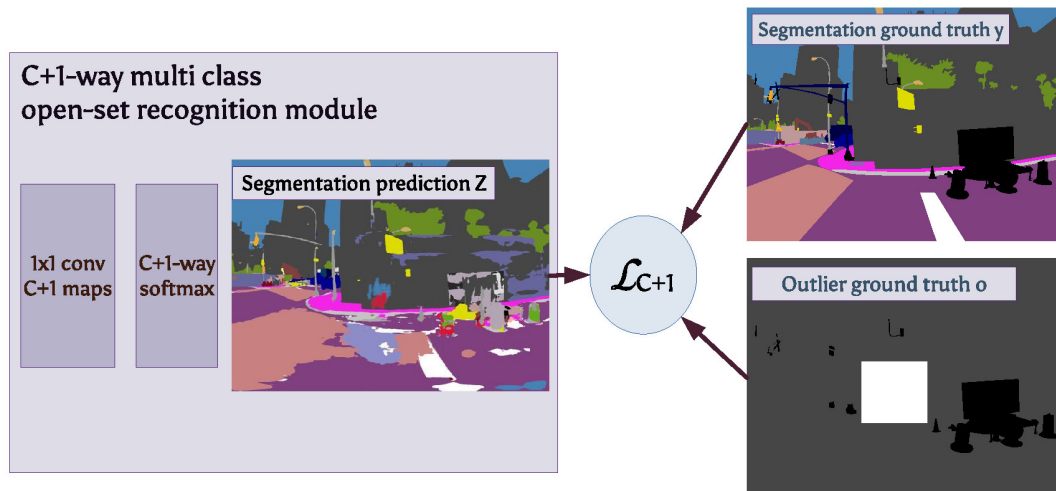 C+1-way multi class
open-set recognition module
1x1 conv
C+1 maps
C+1-way
softmax
Segmentation prediction Z
ℒC+1
Segmentation ground truth y
Outlier ground truth o